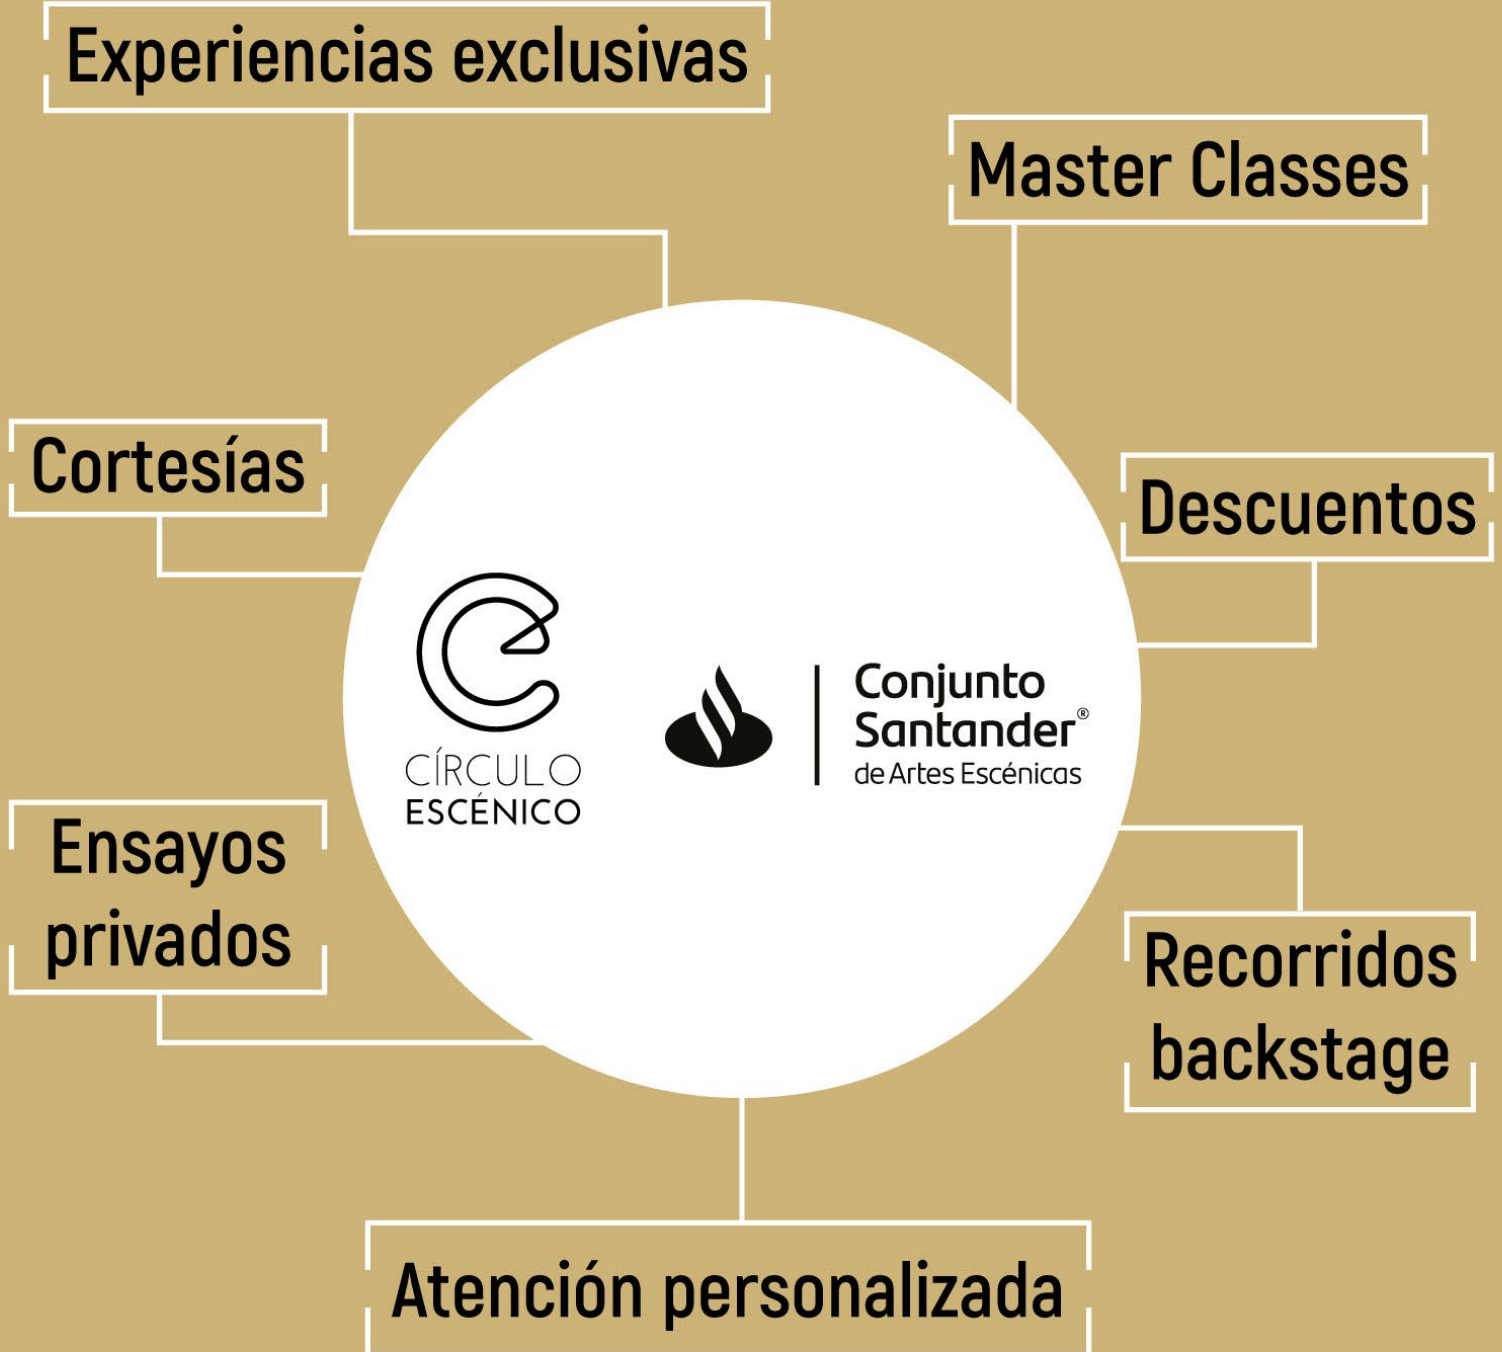 Experiencias exclusivas
Master Classes
Cortesías
Descuentos
CÍRCULO
ESCÉNICO
Conjunto
Santander®
de Artes Escénicas
Ensayos
privados
Recorridos
backstage
Atención personalizada